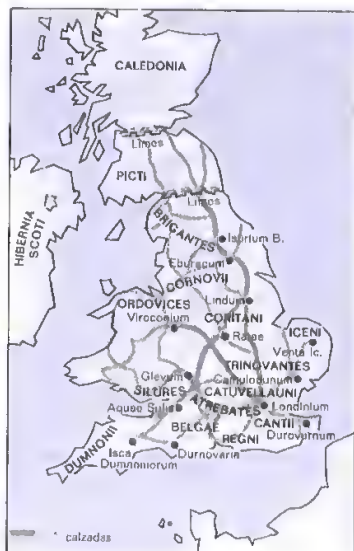 CALEDONIA
Limes
PICTI
Limes
HIBERNIA
SCOTI
BRIGANTES
Isurium B.
Eburacum
CORNOVII
Lindum
ORDOVICES
CORITANI
Viroconium
Ratae
ICENI
Venta Ic.
TRINOVANTES
Glevum
Camulodunum
SILURES
CATUVELLAUNI
Aquae Sulis
ATREBATES
Londinium
BELGAE
CANTII
DUMNONII
REGNI
Durovernum
Isca
Dumnoniorum
Durnovaria
calzadas